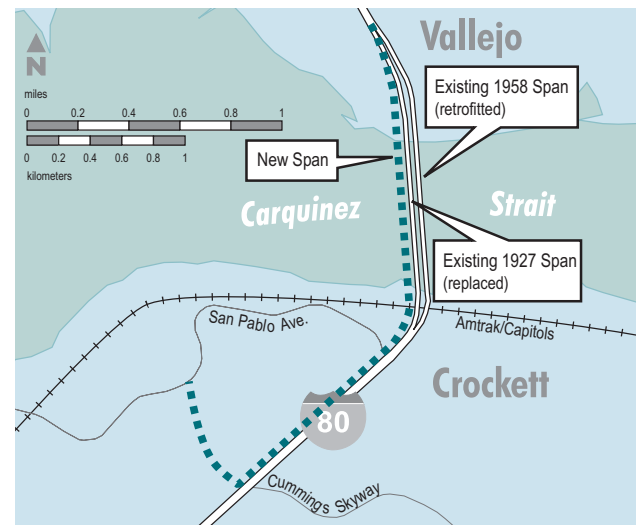 Vallejo
N
miles
0 0.2 0.4 0.6 0.8 1
0 0.2 0.4 0.6 0.8 1
kilometers
Existing 1958 Span
(retrofitted)
New Span
Carquinez Strait
Existing 1927 Span
(replaced)
San Pablo Ave.
Amtrak/Capitols
Crockett
80
Cummings Skyway